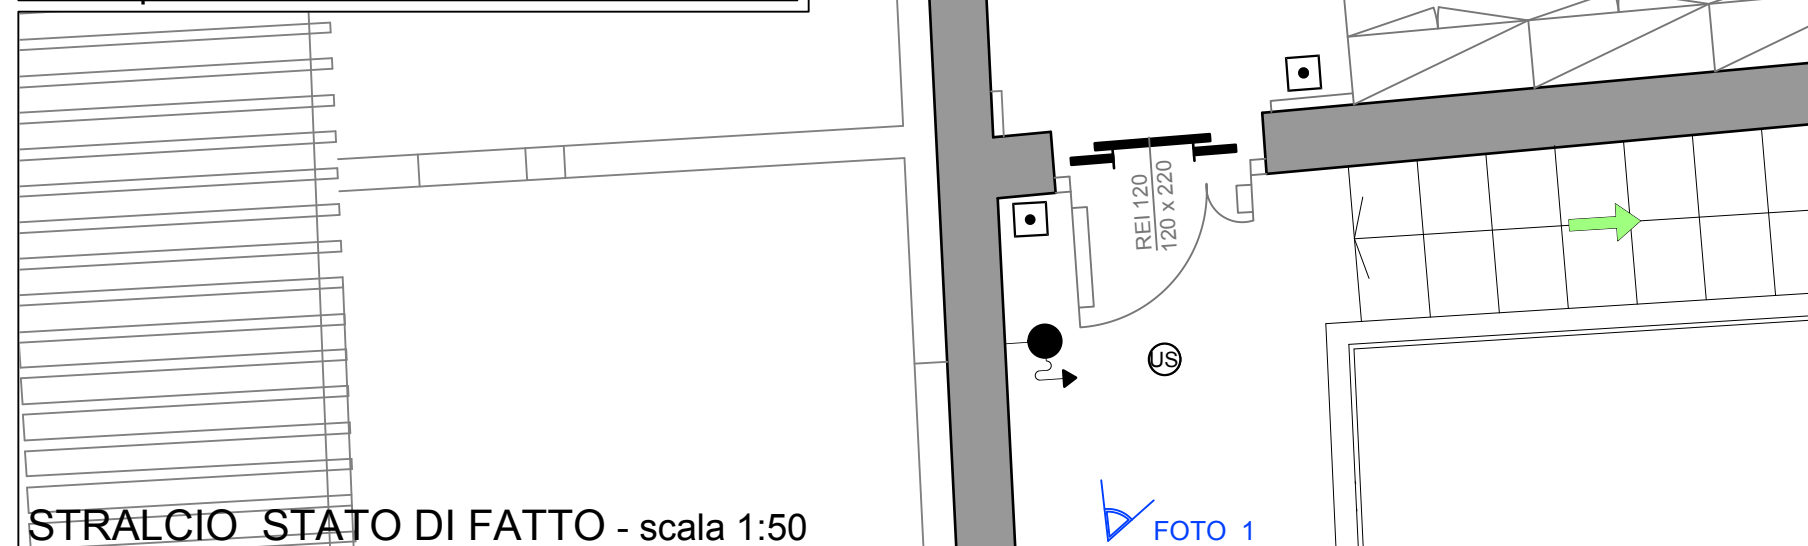 REI 120
120 x 220
US
FOTO 1
STRALCIO STATO DI FATTO - scala 1:50